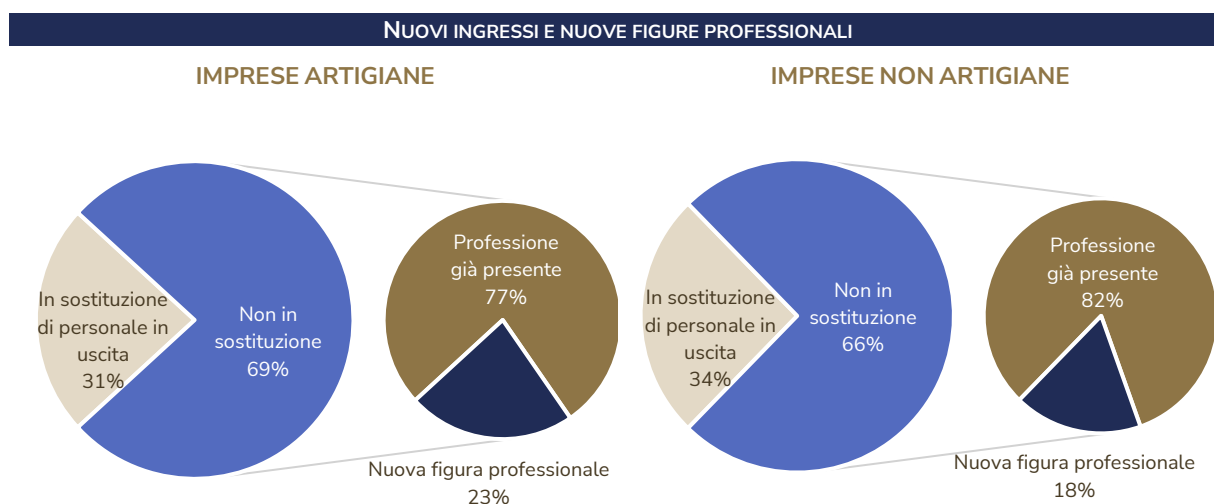 NUOVI INGRESSI E NUOVE FIGURE PROFESSIONALI
IMPRESE ARTIGIANE
In sostituzione
di personale in
uscita
31%
Non in
sostituzione
69%
Professione
già presente
77%
Nuova figura professionale
23%
IMPRESE NON ARTIGIANE
In sostituzione
di personale in
uscita
34%
Non in
sostituzione
66%
Professione
già presente
82%
Nuova figura professionale
18%